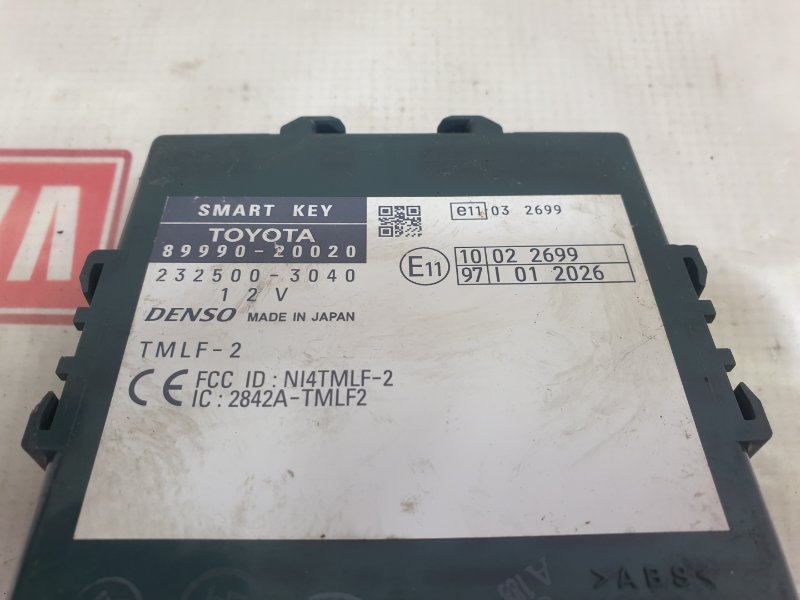 SMART KEY
TOYOTA
89990-20020
232500-3040
12V
DENSO MADE IN JAPAN
TMLF-2
CE FCC ID : NI4TMLF-2
IC : 2842A-TMLF2
e11 03 2699
E11 10 02 2699
97 I 01 2026
>ABS<